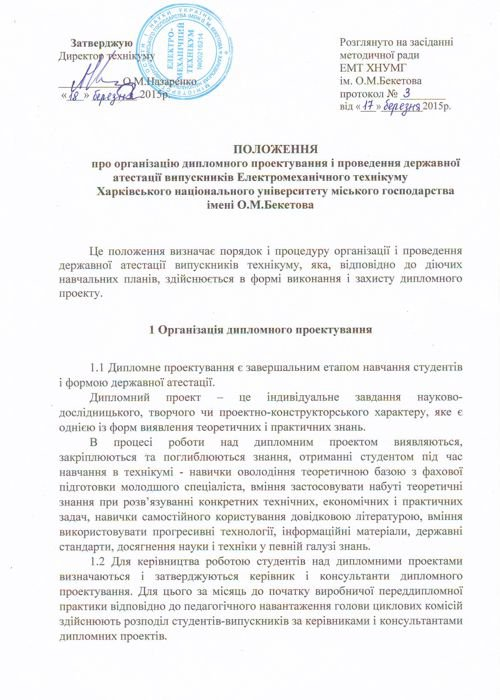 Затверджую
Директор технікуму
О.М.Назаренко
«18» березня 2015р.
ЕЛЕКТРО-
МЕХАНІЧНИЙ
ТЕХНІКУМ
Розглянуто на засіданні
методичної ради
ЕМТ ХНУМГ
ім. О.М.Бекетова
протокол № 3
від «17» березня 2015р.
ПОЛОЖЕННЯ
про організацію дипломного проектування і проведення державної
атестації випускників Електромеханічного технікуму
Харківського національного університету міського господарства
імені О.М.Бекетова
Це положення визначає порядок і процедуру організації і проведення
державної атестації випускників технікуму, яка, відповідно до діючих
навчальних планів, здійснюється в формі виконання і захисту дипломного
проекту.
1 Організація дипломного проектування
1.1 Дипломне проектування є завершальним етапом навчання студентів
і формою державної атестації.
Дипломний проект – це індивідуальне завдання науково-
дослідницького, творчого чи проектно-конструкторського характеру, яке є
однією із форм виявлення теоретичних і практичних знань.
В процесі роботи над дипломним проектом виявляються,
закріплюються та поглиблюються знання, отриманні студентом під час
навчання в технікумі - навички оволодіння теоретичною базою з фахової
підготовки молодшого спеціаліста, вміння застосовувати набуті теоретичні
знання при розв’язуванні конкретних технічних, економічних і практичних
задач, навички самостійного користування довідковою літературою, вміння
використовувати прогресивні технології, інформаційні матеріали, державні
стандарти, досягнення науки і техніки у певній галузі знань.
1.2 Для керівництва роботою студентів над дипломними проектами
визначаються і затверджуються керівник і консультанти дипломного
проектування. Для цього за місяць до початку виробничої переддипломної
практики відповідно до педагогічного навантаження голови циклових комісій
здійснюють розподіл студентів-випускників за керівниками і консультантами
дипломних проектів.